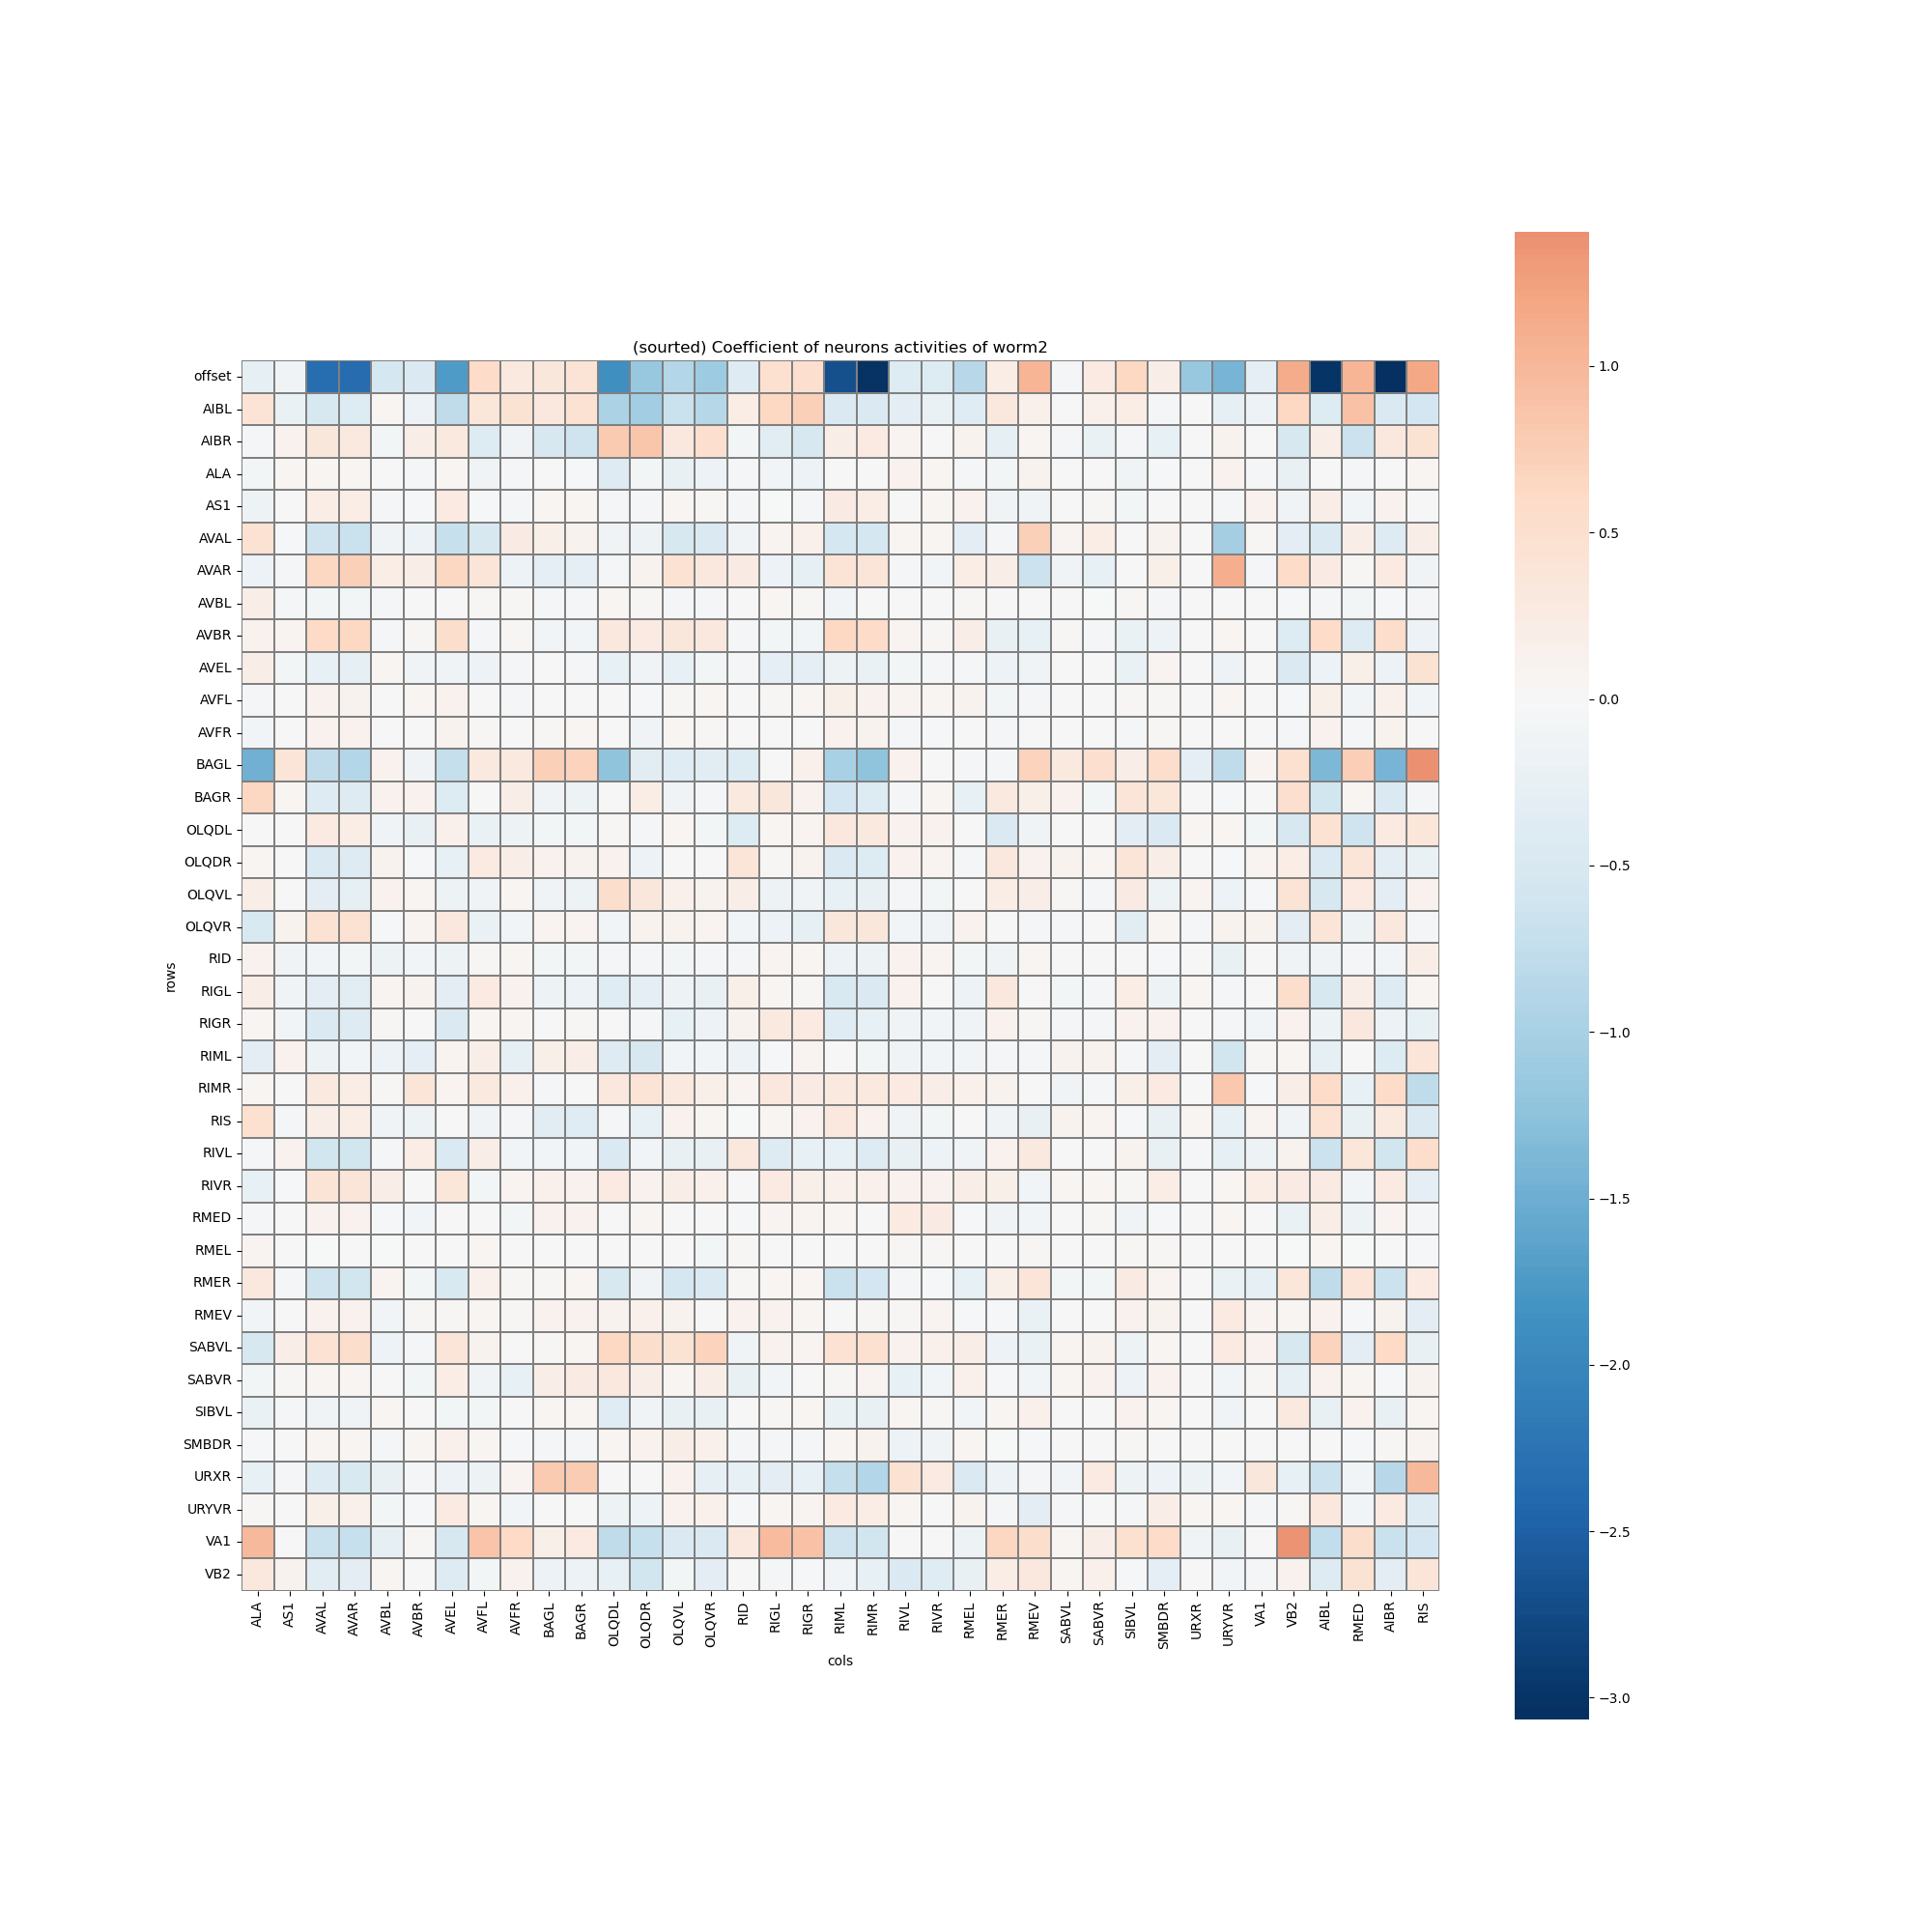 (sourted) Coefficient of neurons activities of worm2
offset
AIBL
AIBR
ALA
AS1
AVAL
AVAR
AVBL
AVBR
AVEL
AVFL
AVFR
BAGL
BAGR
OLQDL
OLQDR
OLQVL
OLQVR
RID
RIGL
RIGR
RIML
RIMR
RIS
RIVL
RIVR
RMED
RMEL
RMER
RMEV
SABVL
SABVR
SIBVL
SMBDR
URXR
URYVR
VA1
VB2
rows
ALA AS1 AVAL AVAR AVBL AVBR AVEL AVFL AVFR BAGL BAGR OLQDL OLQDR OLQVL OLQVR RID RIGL RIGR RIML RIMR RIVL RIVR RMEL RMER RMEV SABVL SABVR SIBVL SMBDR URXR URYVR VA1 VB2 AIBL RMED AIBR RIS
cols
1.0
0.5
0.0
−0.5
−1.0
−1.5
−2.0
−2.5
−3.0